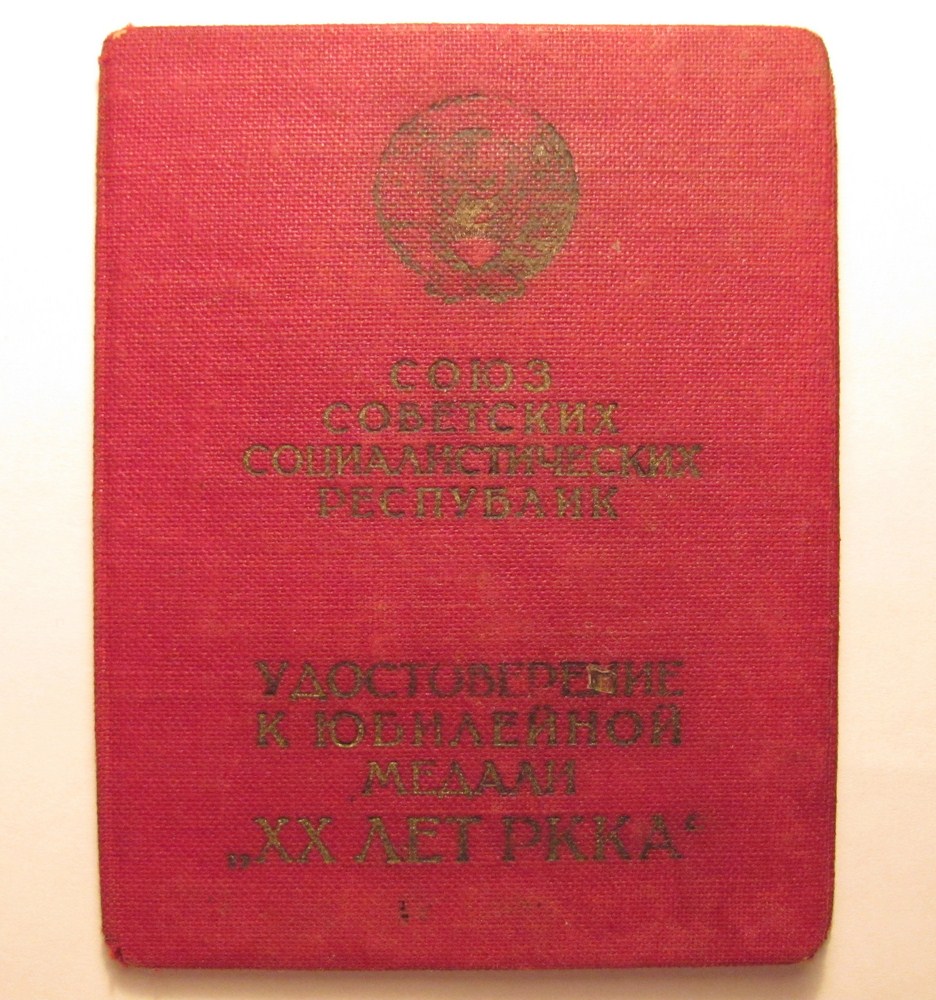 СОЮЗ
СОВЕТСКИХ
СОЦИАЛИСТИЧЕСКИХ
РЕСПУБЛИК
УДОСТОВЕРЕНИЕ
К ЮБИЛЕЙНОЙ
МЕДАЛИ
„XX ЛЕТ РККА“